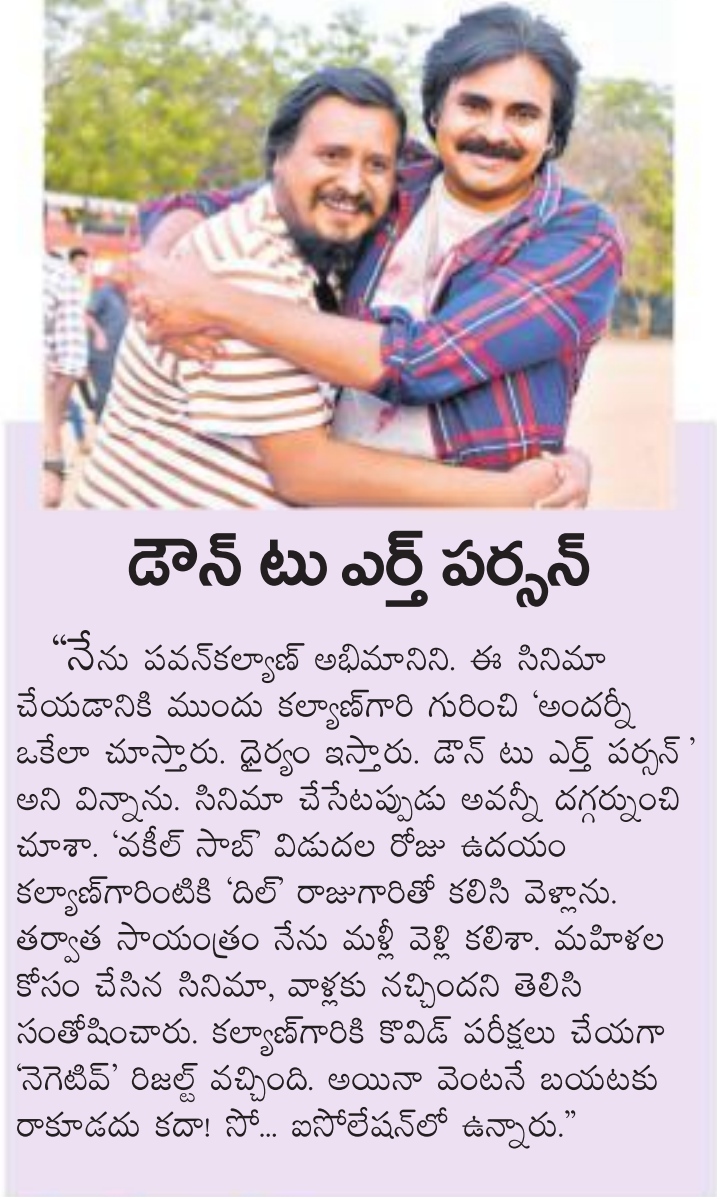 డౌన్ టు ఎర్త్ పర్సన్
“నేను పవన్‌కల్యాణ్ అభిమానిని. ఈ సినిమా
చేయడానికి ముందు కల్యాణ్‌గారి గురించి ‘అందర్నీ
ఒకేలా చూస్తారు. ధైర్యం ఇస్తారు. డౌన్ టు ఎర్త్ పర్సన్’
అని విన్నాను. సినిమా చేసేటప్పుడు అవన్నీ దగ్గర్నుంచి
చూశా. ‘వకీల్ సాబ్’ విడుదల రోజు ఉదయం
కల్యాణ్‌గారింటికి ‘దిల్’ రాజుగారితో కలిసి వెళ్లాను.
తర్వాత సాయంత్రం నేను మళ్లీ వెళ్లి కలిశా. మహిళల
కోసం చేసిన సినిమా, వాళ్లకు నచ్చిందని తెలిసి
సంతోషించారు. కల్యాణ్‌గారికి కొవిడ్ పరీక్షలు చేయగా
‘నెగెటివ్’ రిజల్ట్ వచ్చింది. అయినా వెంటనే బయటకు
రాకూడదు కదా! సో... ఐసోలేషన్‌లో ఉన్నారు.”